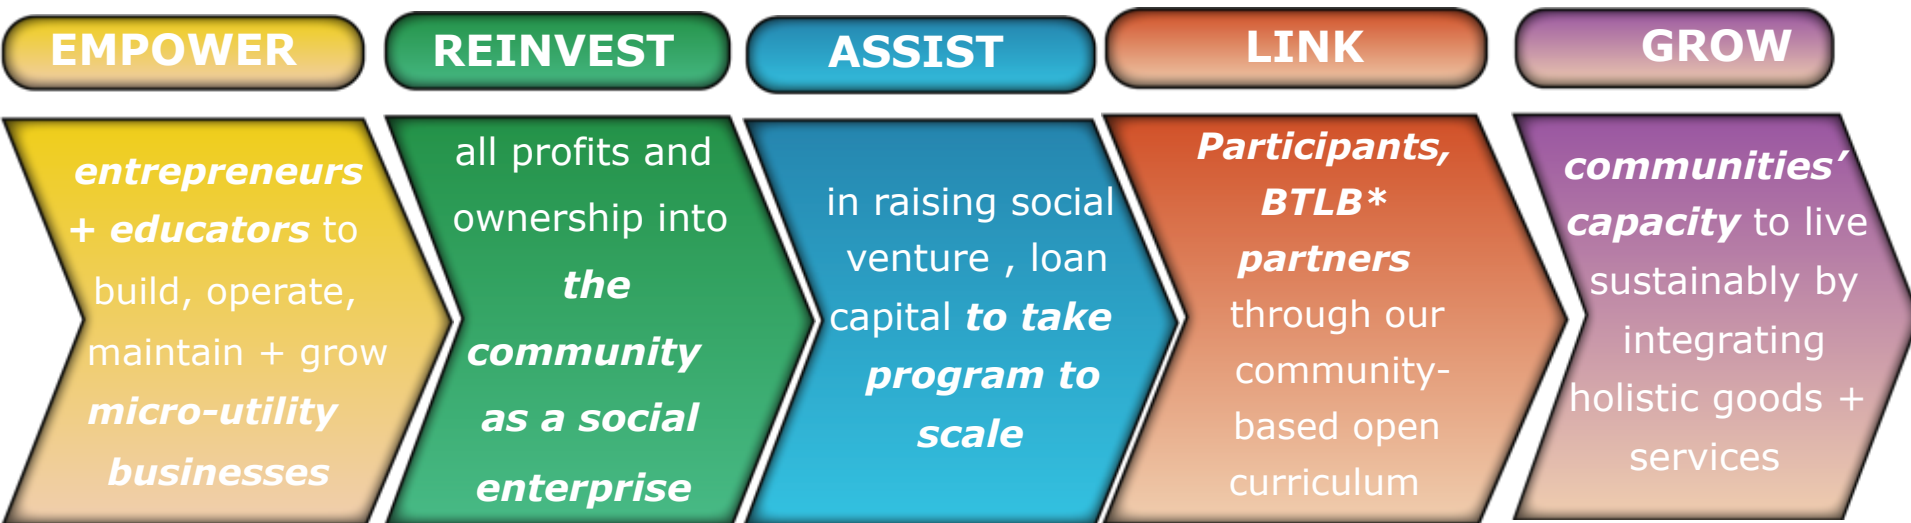 EMPOWER
entrepreneurs
+ educators to
build, operate,
maintain + grow
micro-utility
businesses
REINVEST
all profits and
ownership into
the
community
as a social
enterprise
ASSIST
in raising social
venture , loan
capital to take
program to
scale
LINK
Participants,
BTLB*
partners
through our
community-
based open
curriculum
GROW
communities’
capacity to live
sustainably by
integrating
holistic goods +
services